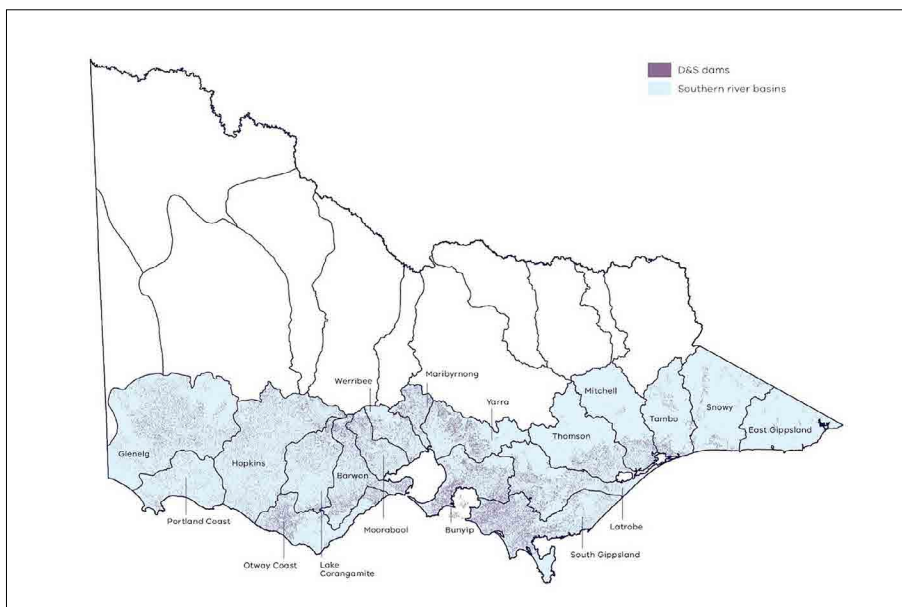 D&S dams
Southern river basins
Werribee
Maribyrnong
Mitchell
Yarra
Tambo
Snowy
Thomson
East Gippsland
Glenelg
Hopkins
Barwon
Portland Coast
Moorabool
Bunyip
Latrobe
Otway Coast
Lake
Corangamite
South Gippsland